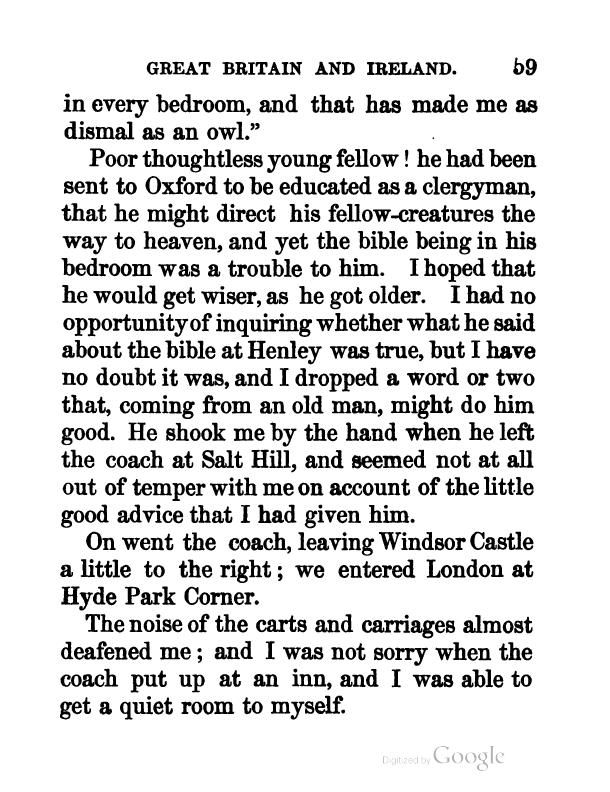 GREAT BRITAIN AND IRELAND. 59
in every bedroom, and that has made me as
dismal as an owl.”
Poor thoughtless young fellow! he had been
sent to Oxford to be educated as a clergyman,
that he might direct his fellow-creatures the
way to heaven, and yet the bible being in his
bedroom was a trouble to him. I hoped that
he would get wiser, as he got older. I had no
opportunity of inquiring whether what he said
about the bible at Henley was true, but I have
no doubt it was, and I dropped a word or two
that, coming from an old man, might do him
good. He shook me by the hand when he left
the coach at Salt Hill, and seemed not at all
out of temper with me on account of the little
good advice that I had given him.
On went the coach, leaving Windsor Castle
a little to the right; we entered London at
Hyde Park Corner.
The noise of the carts and carriages almost
deafened me; and I was not sorry when the
coach put up at an inn, and I was able to
get a quiet room to myself.
Digitized by Google